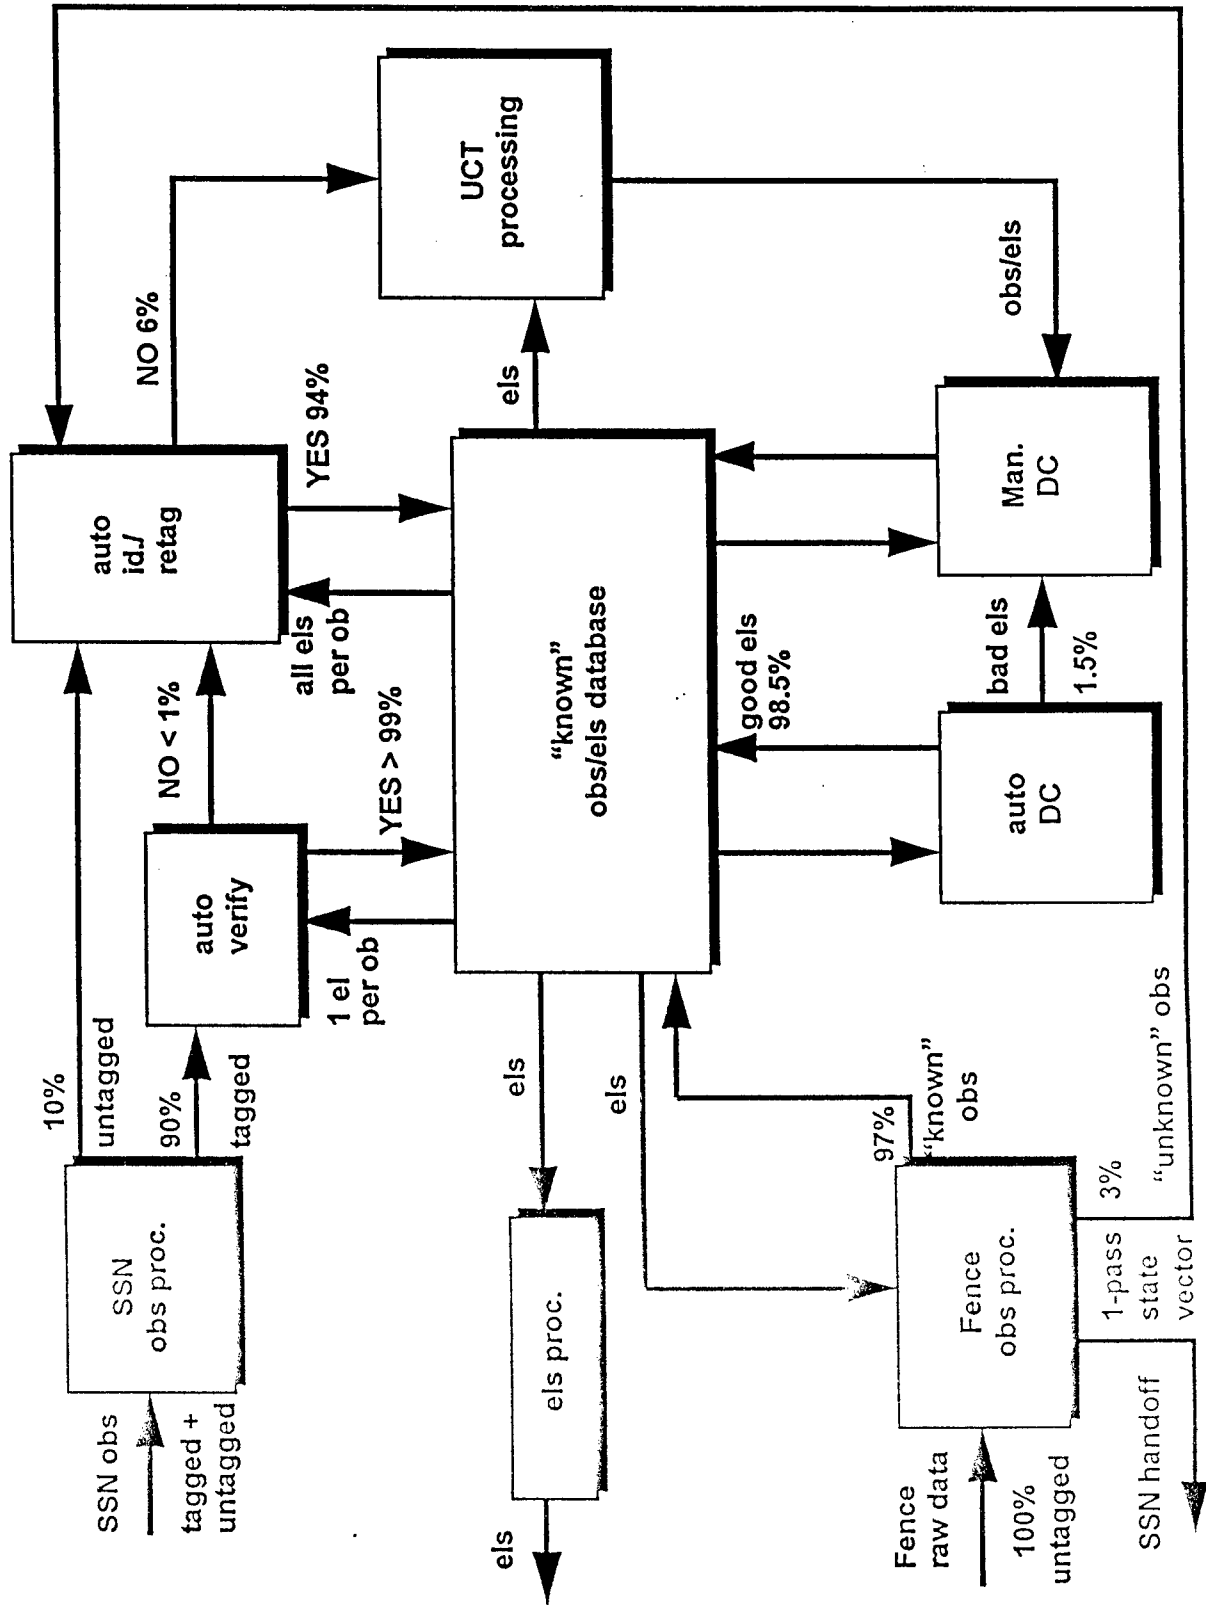 SSN obs
tagged +
untagged
SSN
obs proc.
10%
untagged
90%
tagged
auto
verify
NO < 1%
1 el
per ob
YES > 99%
auto
id./
retag
all els
per ob
YES 94%
NO 6%
UCT
processing
els
"known"
obs/els database
els
els proc.
els
els
Fence
raw data
100%
untagged
Fence
obs proc.
97%
"known"
obs
3%
"unknown" obs
1-pass
state
vector
SSN handoff
auto
DC
good els
98.5%
bad els
1.5%
Man.
DC
obs/els